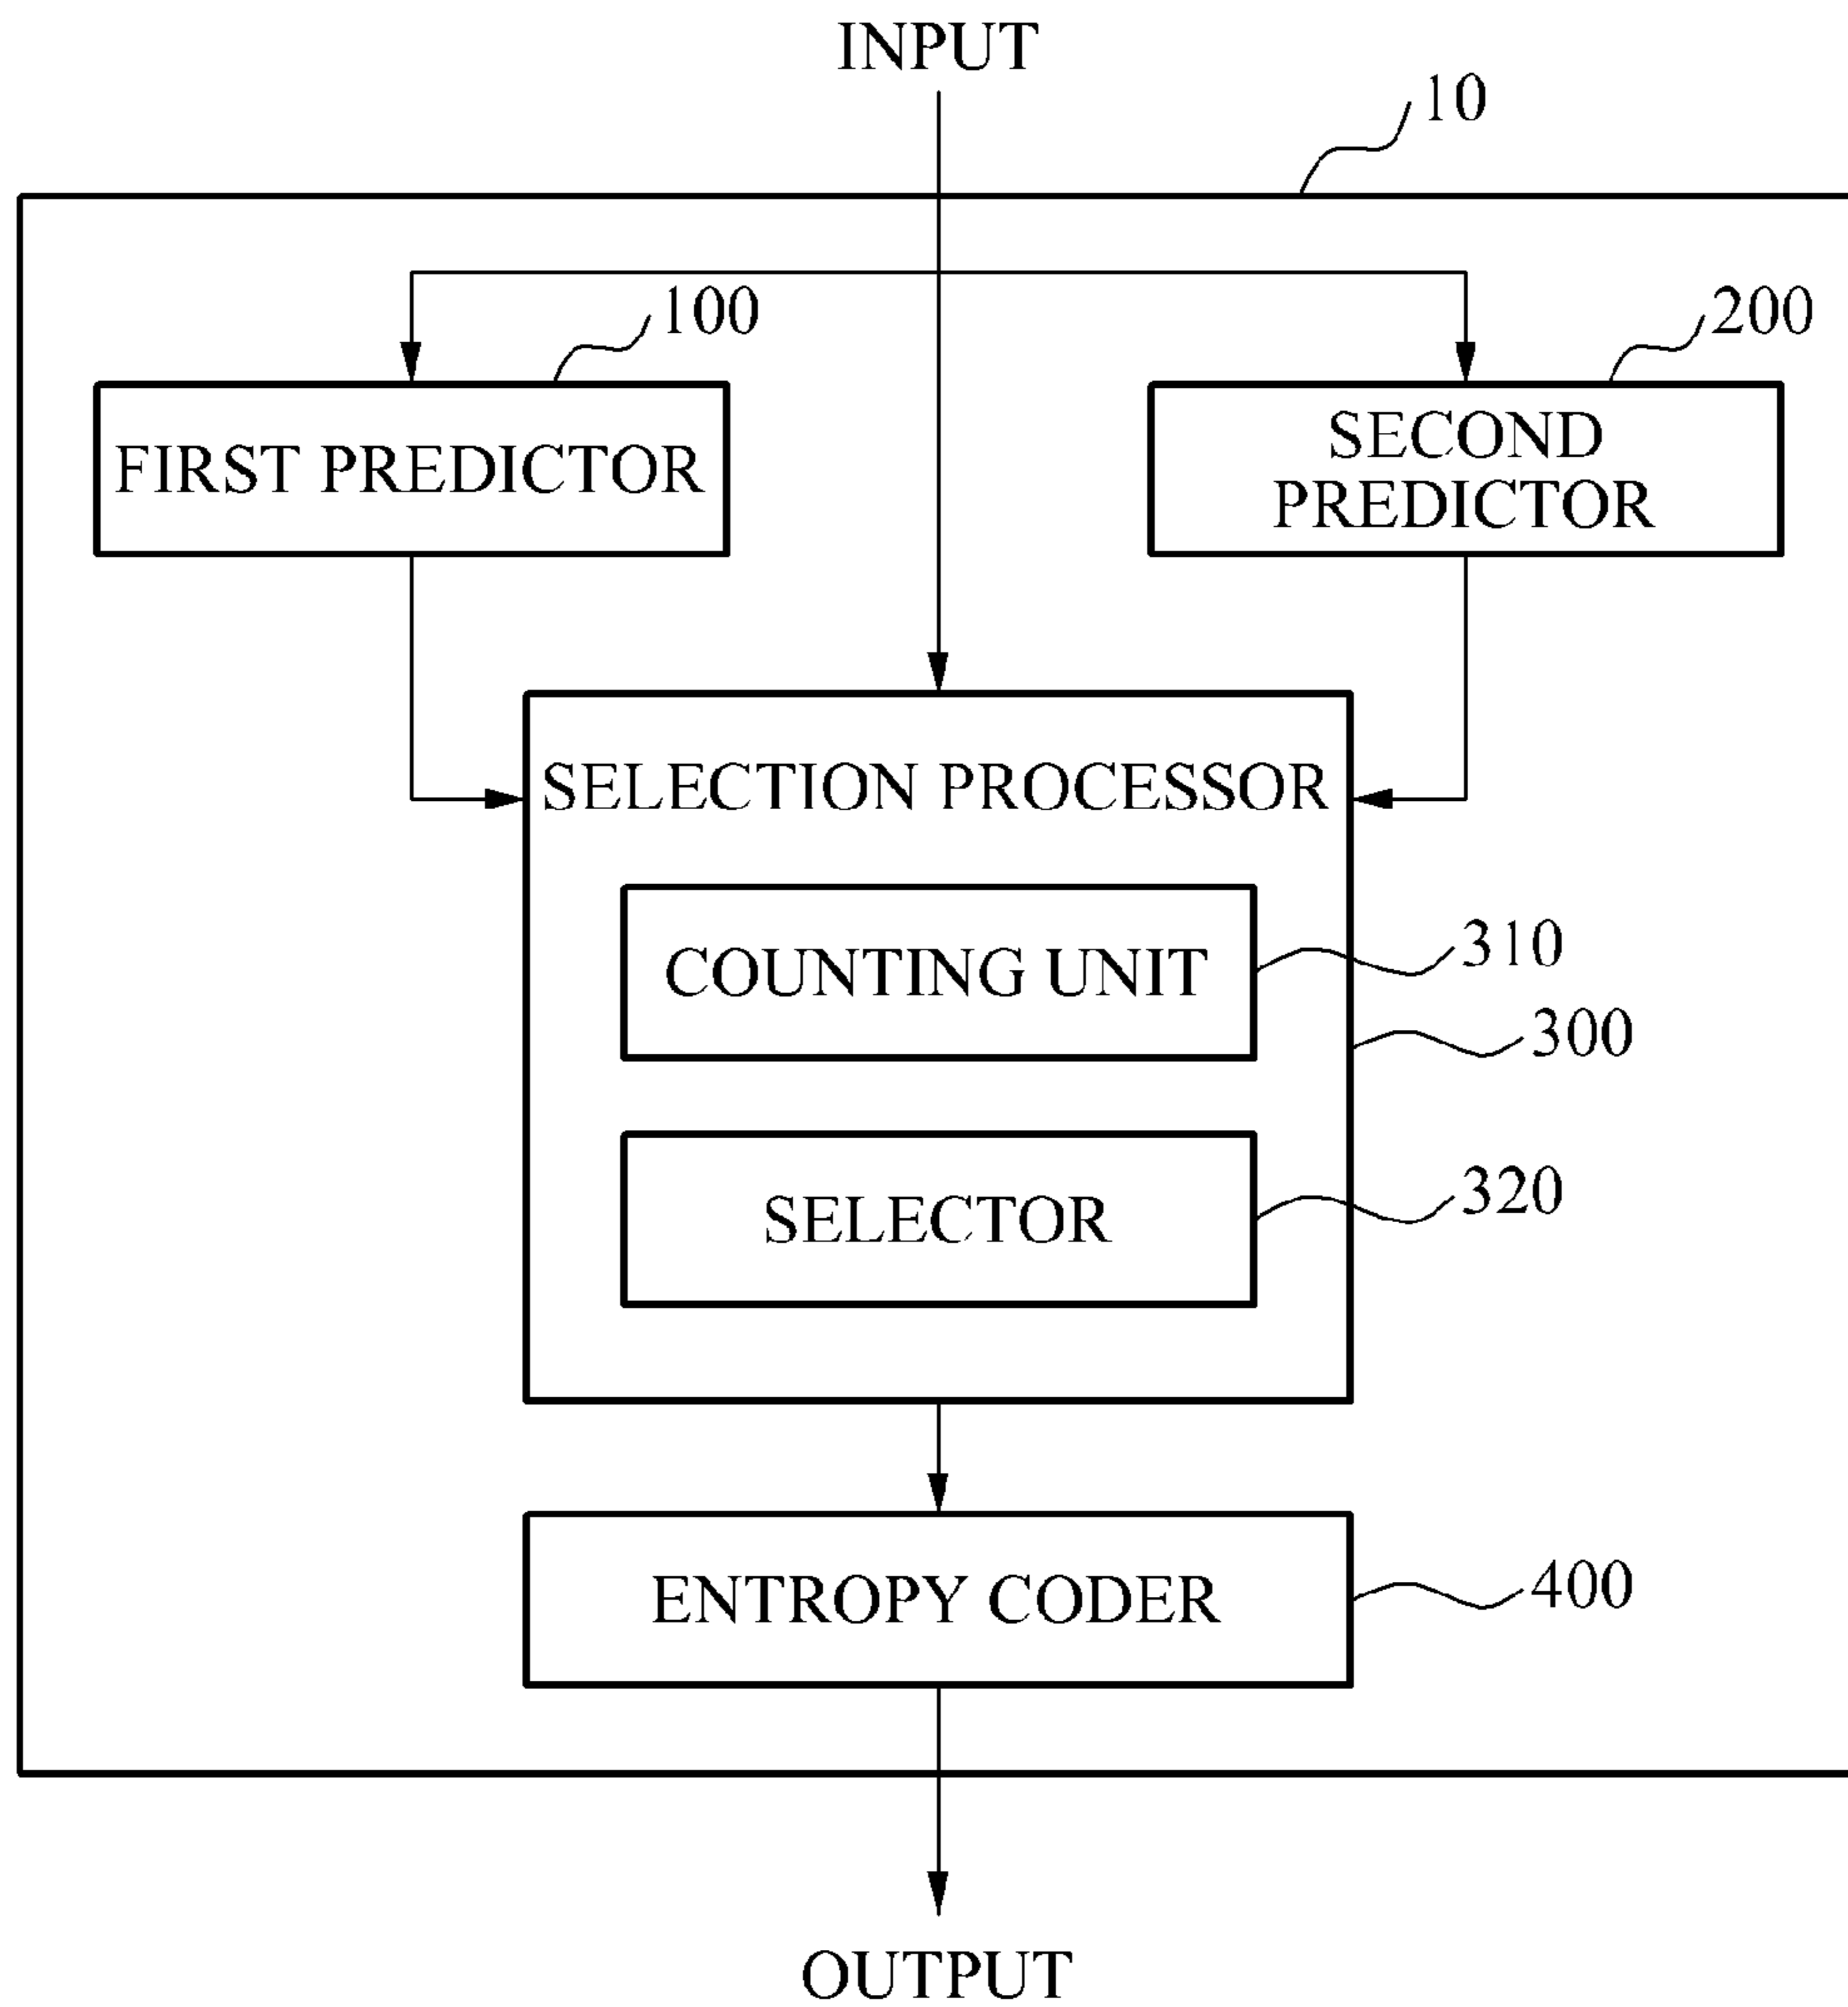 INPUT
10
100
200
FIRST PREDICTOR
SECOND
PREDICTOR
SELECTION PROCESSOR
COUNTING UNIT
310
300
SELECTOR
320
ENTROPY CODER
400
OUTPUT